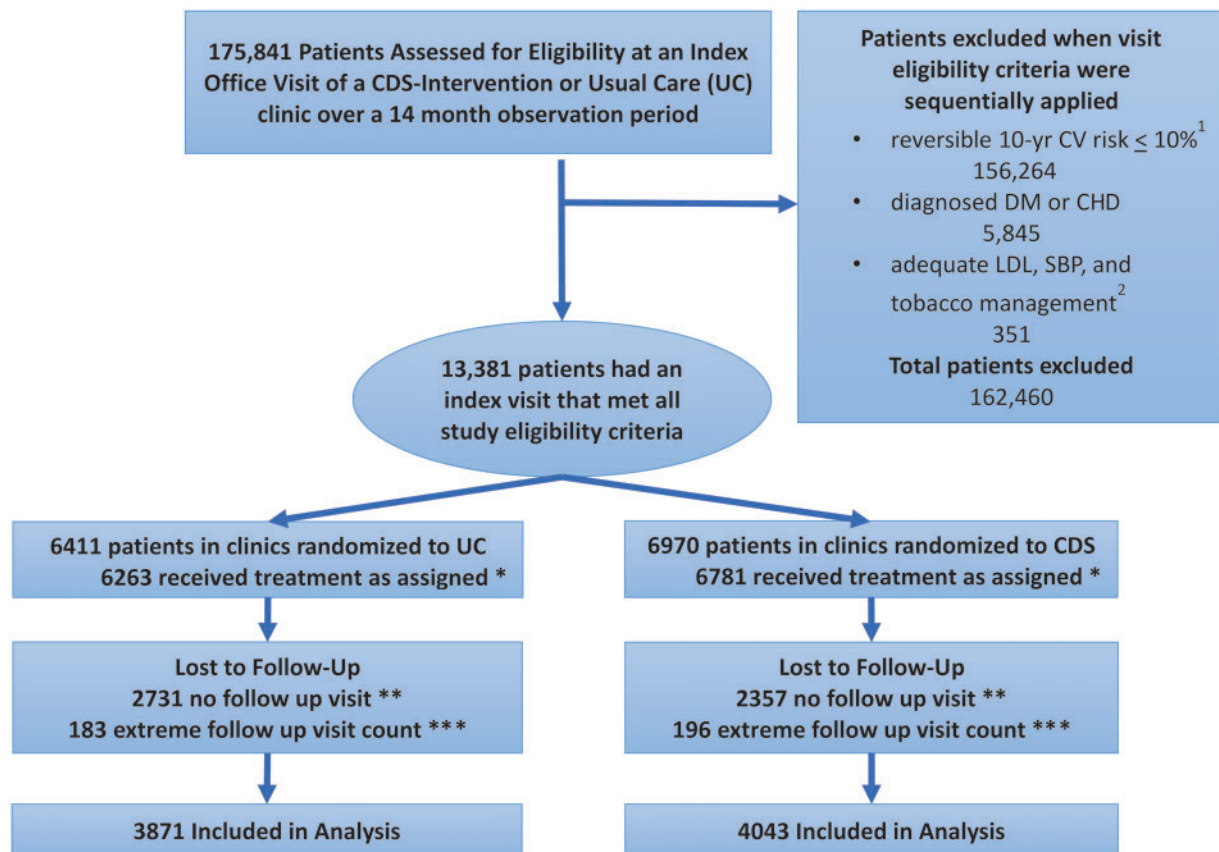 175,841 Patients Assessed for Eligibility at an Index
Office Visit of a CDS-Intervention or Usual Care (UC)
clinic over a 14 month observation period
Patients excluded when visit
eligibility criteria were
sequentially applied
• reversible 10-yr CV risk ≤ 10%¹
156,264
• diagnosed DM or CHD
5,845
• adequate LDL, SBP, and
tobacco management²
351
Total patients excluded
162,460
13,381 patients had an
index visit that met all
study eligibility criteria
6411 patients in clinics randomized to UC
6263 received treatment as assigned *
6970 patients in clinics randomized to CDS
6781 received treatment as assigned *
Lost to Follow-Up
2731 no follow up visit **
183 extreme follow up visit count ***
Lost to Follow-Up
2357 no follow up visit **
196 extreme follow up visit count ***
3871 Included in Analysis
4043 Included in Analysis